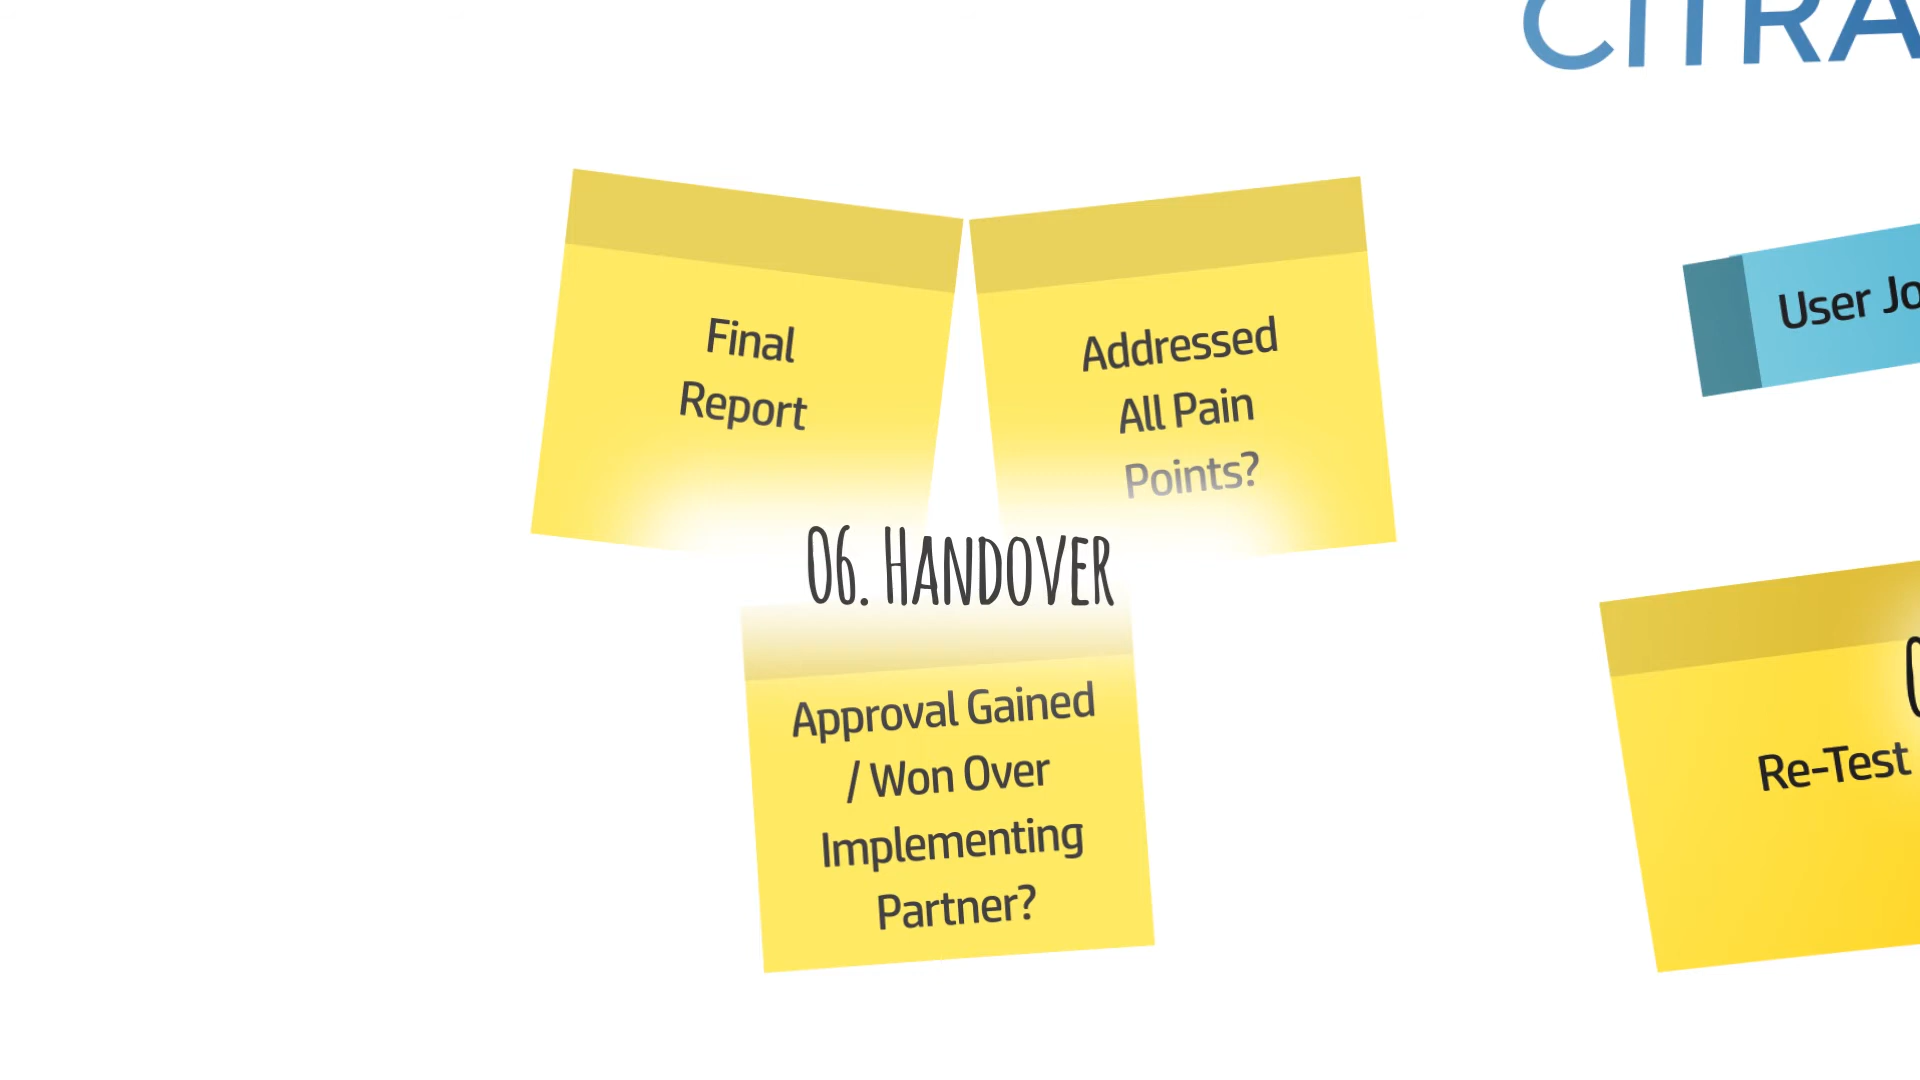 CITRA
Final
Report
Addressed
All Pain
Points?
User Jo
06. Handover
Approval Gained
/ Won Over
Implementing
Partner?
Re-Test